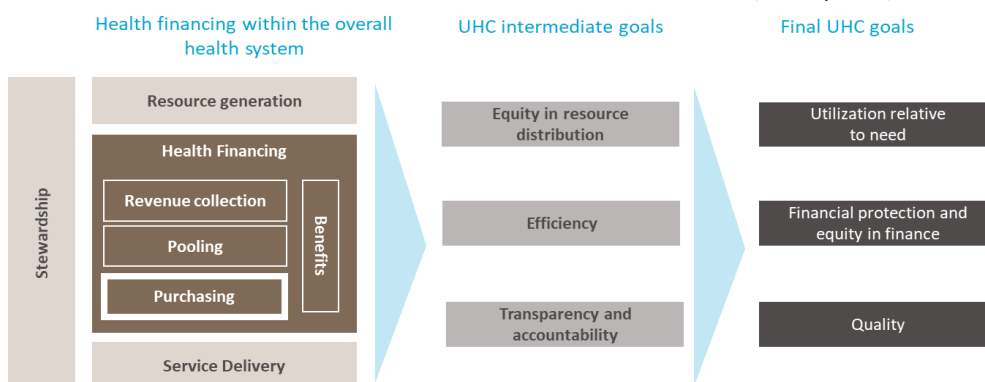 Health financing within the overall
health system
UHC intermediate goals
Final UHC goals
Stewardship
Resource generation
Health Financing
Revenue collection
Pooling
Purchasing
Benefits
Service Delivery
Equity in resource
distribution
Efficiency
Transparency and
accountability
Utilization relative
to need
Financial protection and
equity in finance
Quality